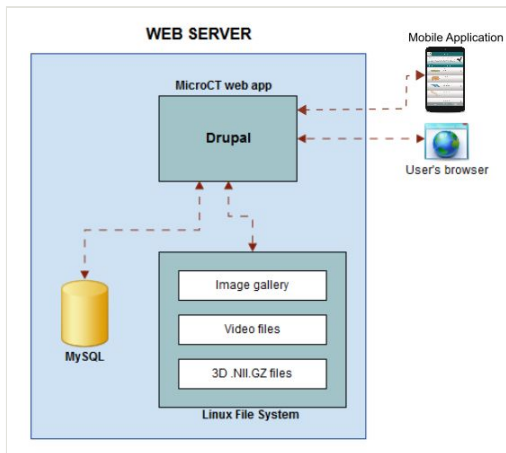 WEB SERVER
Mobile Application
MicroCT web app
Drupal
User's browser
Image gallery
Video files
3D .NII.GZ files
MySQL
Linux File System